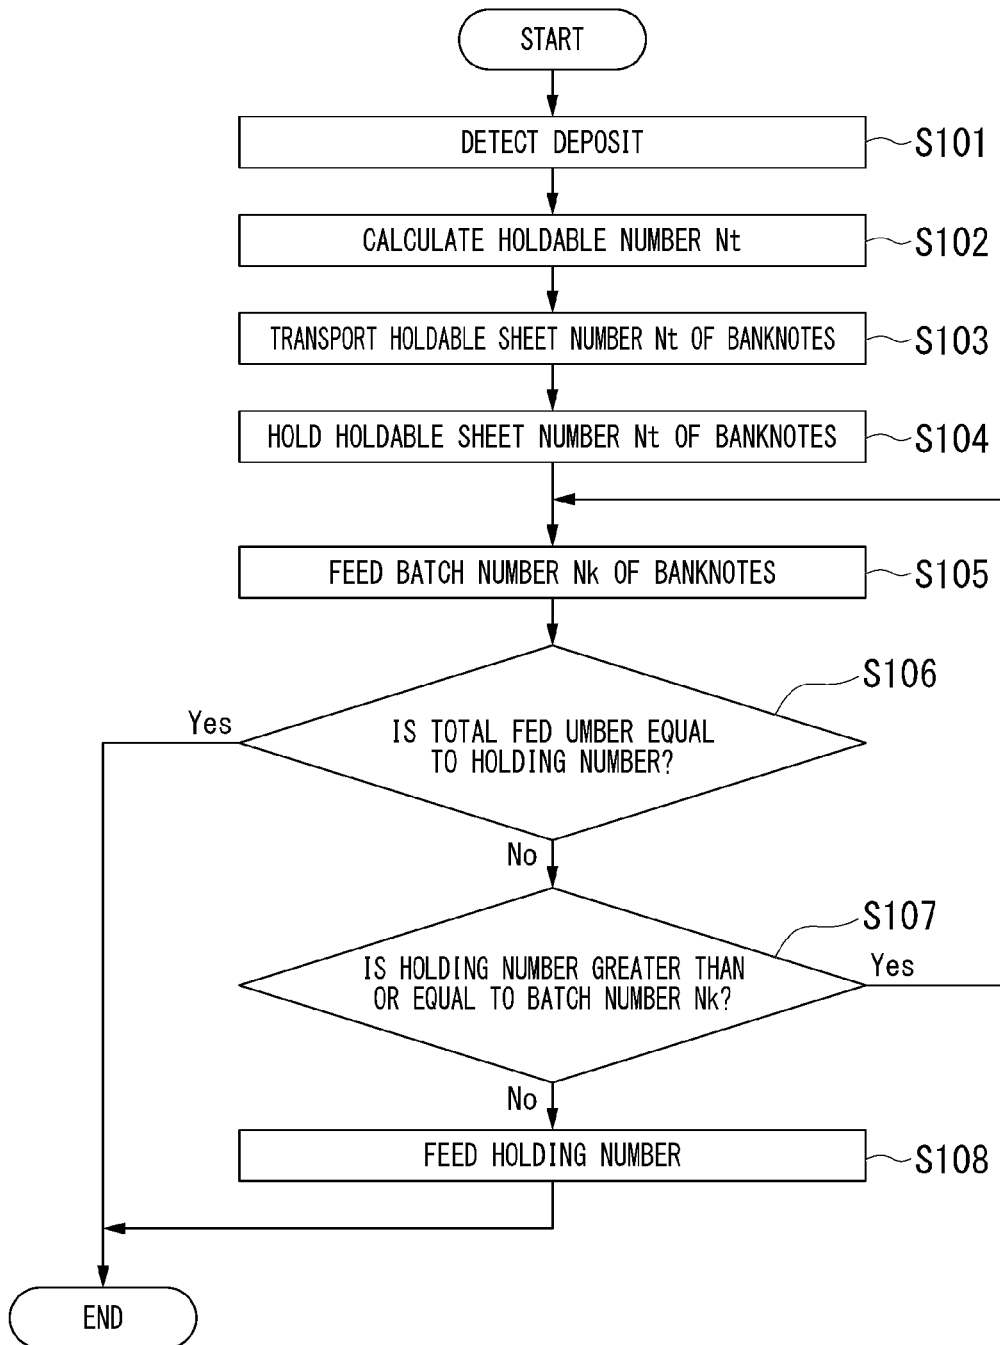 START
DETECT DEPOSIT
S101
CALCULATE HOLDABLE NUMBER Nt
S102
TRANSPORT HOLDABLE SHEET NUMBER Nt OF BANKNOTES
S103
HOLD HOLDABLE SHEET NUMBER Nt OF BANKNOTES
S104
FEED BATCH NUMBER Nk OF BANKNOTES
S105
S106
Yes
IS TOTAL FED UMBER EQUAL
TO HOLDING NUMBER?
No
S107
IS HOLDING NUMBER GREATER THAN
OR EQUAL TO BATCH NUMBER Nk?
Yes
No
FEED HOLDING NUMBER
S108
END